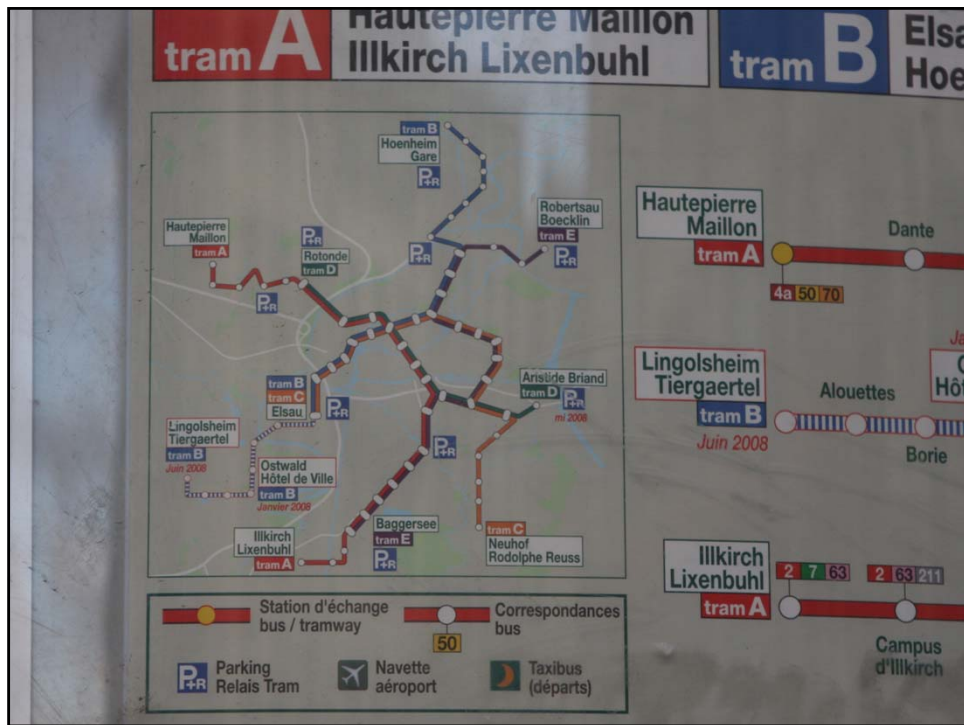 tram A
Hautepierre Maillon
Illkirch Lixenbuhl
tram B
tram B
Hoenheim
Gare
P+R
Robertsau
Boecklin
tram E
P+R
P+R
Hautepierre
Maillon
tram A
P+R
Rotonde
tram D
P+R
tram B
tram C
Elsau
P+R
Aristide Briand
tram D
P+R
mi 2008
Lingolsheim
Tiergaertel
tram B
Juin 2008
Ostwald
Hôtel de Ville
tram B
Janvier 2008
P+R
Illkirch
Lixenbuhl
tram A
Baggersee
tram E
P+R
tram C
Neuhof
Rodolphe Reuss
Hautepierre
Maillon
tram A
Dante
4a 50 70
Lingolsheim
Tiergaertel
tram B
Juin 2008
Alouettes
Borie
Illkirch
Lixenbuhl
tram A
2 7 63
2 63 211
Campus
d'Illkirch
Station d'échange
bus / tramway
Correspondances
bus
50
P+R
Parking
Relais Tram
Navette
aéroport
Taxibus
(départs)